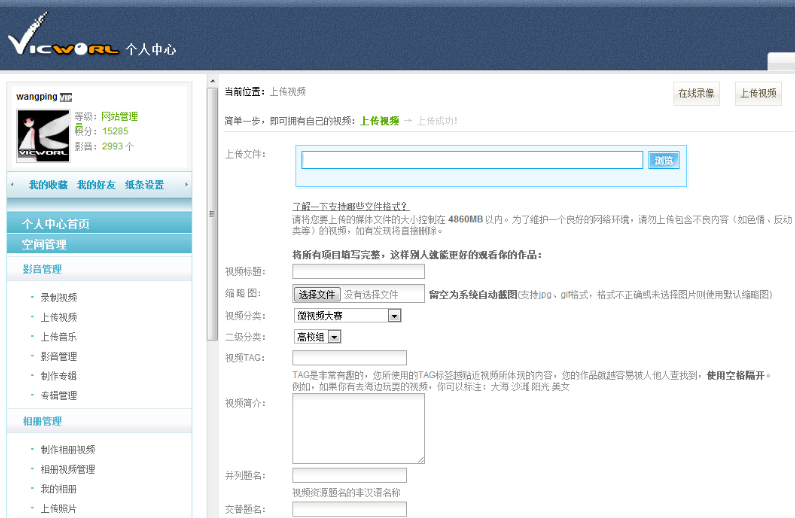 VICWORL 个人中心
wangping VIP
等级：网站管理员
积分：15285
影音：2993 个
VICWORL
我的收藏 我的好友 纸条设置
个人中心首页
空间管理
影音管理
录制视频
上传视频
上传音乐
影音管理
制作专辑
专辑管理
相册管理
制作相册视频
相册视频管理
我的相册
上传照片
当前位置：上传视频
在线录像 上传视频
简单一步，即可拥有自己的视频：上传视频 → 上传成功！
上传文件：
浏览
了解一下支持哪些文件格式？
请将您要上传的媒体文件的大小控制在 4860MB 以内。为了维护一个良好的网络环境，请勿上传包含不良内容（如色情、反动
类等）的视频，如有发现将直接删除。
将所有项目填写完整，这样别人就能更好的观看你的作品：
视频标题：
缩 略 图： 选择文件 没有选择文件 留空为系统自动截图(支持jpg、gif格式，格式不正确或未选择图片则使用默认缩略图)
视频分类： 微视频大赛
二级分类： 高校组
视频TAG：
TAG是非常有趣的，您所使用的TAG标签越贴近视频所体现的内容，您的作品就越容易被人他人查找到，使用空格隔开。
例如，如果你有去海边玩耍的视频，你可以标注：大海 沙滩 阳光 美女
视频简介：
并列题名：
视频资源题名的非汉语名称
交替题名：